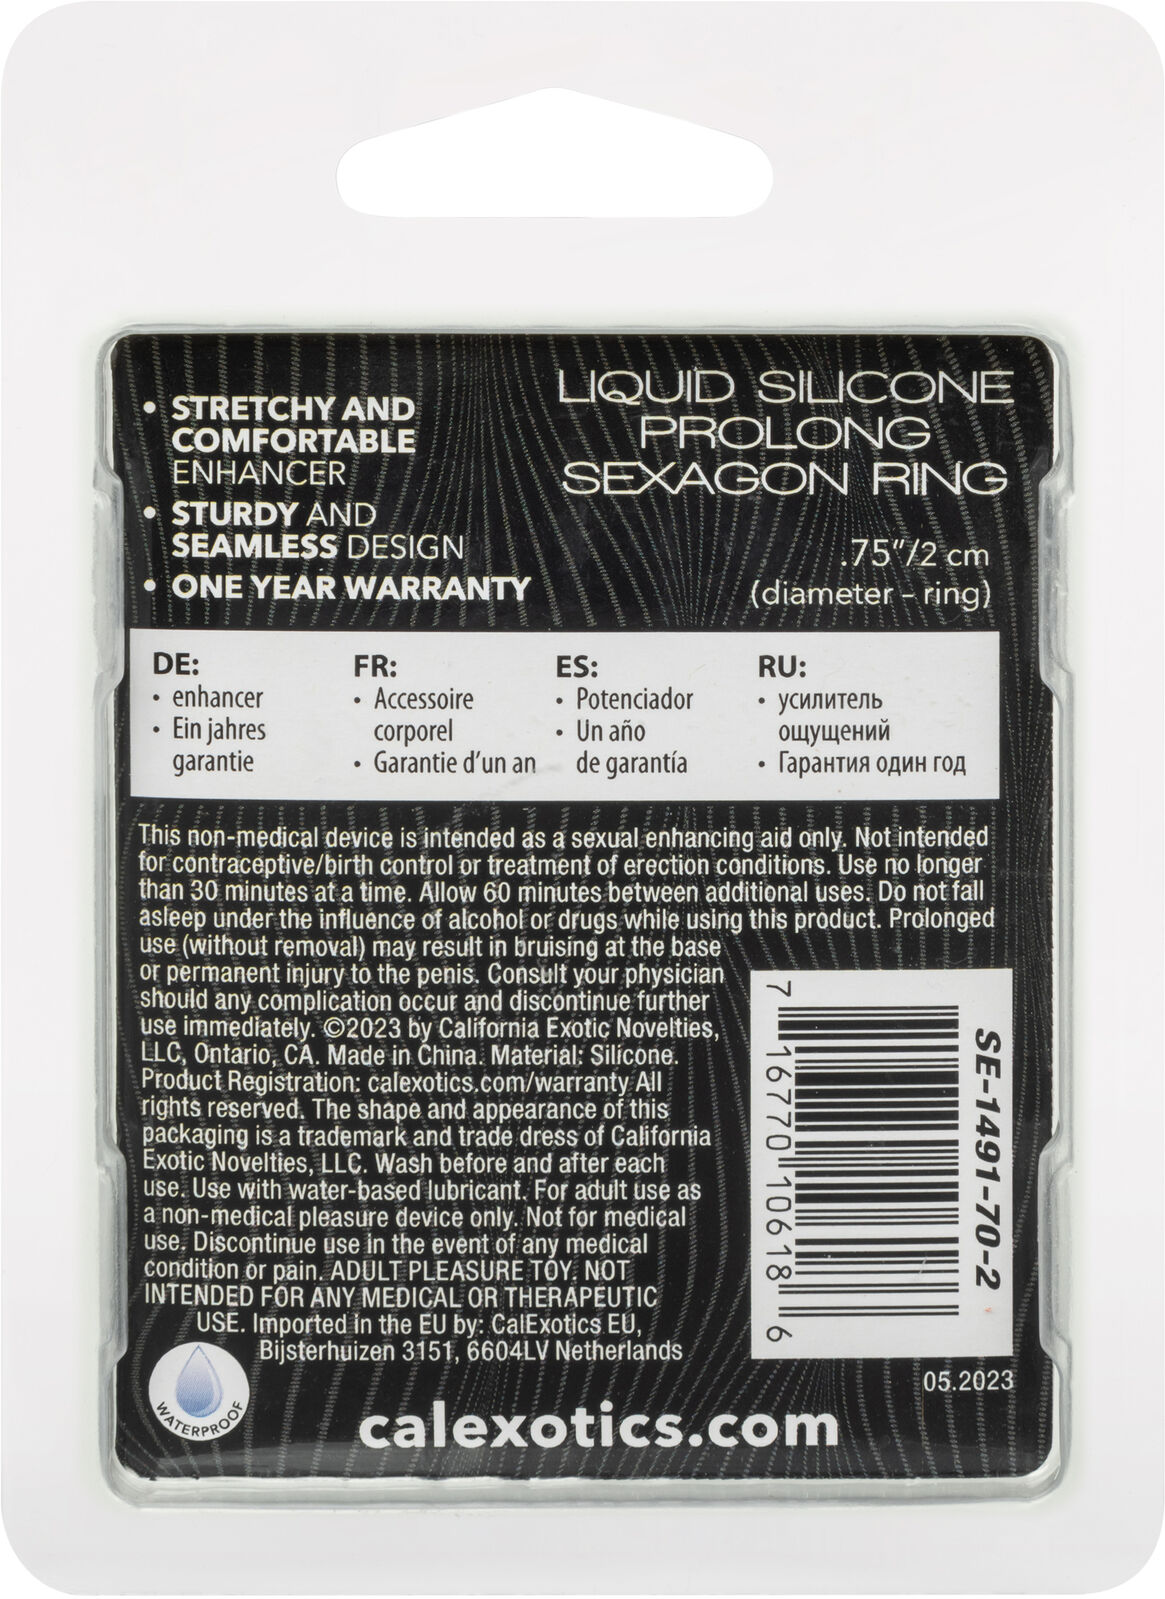 • STRETCHY AND
COMFORTABLE
ENHANCER
• STURDY AND
SEAMLESS DESIGN
• ONE YEAR WARRANTY
LIQUID SILICONE
PROLONG
SEXAGON RING
.75"/2 cm
(diameter - ring)
DE:
• enhancer
• Ein jahres
garantie
FR:
• Accessoire
corporel
• Garantie d'un an
ES:
• Potenciador
• Un año
de garantía
RU:
• усилитель
ощущений
• Гарантия один год
This non-medical device is intended as a sexual enhancing aid only. Not intended
for contraceptive/birth control or treatment of erection conditions. Use no longer
than 30 minutes at a time. Allow 60 minutes between additional uses. Do not fall
asleep under the influence of alcohol or drugs while using this product. Prolonged
use (without removal) may result in bruising at the base
or permanent injury to the penis. Consult your physician
should any complication occur and discontinue further
use immediately. ©2023 by California Exotic Novelties,
LLC, Ontario, CA. Made in China. Material: Silicone.
Product Registration: calexotics.com/warranty All
rights reserved. The shape and appearance of this
packaging is a trademark and trade dress of California
Exotic Novelties, LLC. Wash before and after each
use. Use with water-based lubricant. For adult use as
a non-medical pleasure device only. Not for medical
use. Discontinue use in the event of any medical
condition or pain. ADULT PLEASURE TOY. NOT
INTENDED FOR ANY MEDICAL OR THERAPEUTIC
USE. Imported in the EU by: CalExotics EU,
Bijsterhuizen 3151, 6604LV Netherlands
SE-1491-70-2
7 16770 10618 6
05.2023
WATERPROOF
calexotics.com